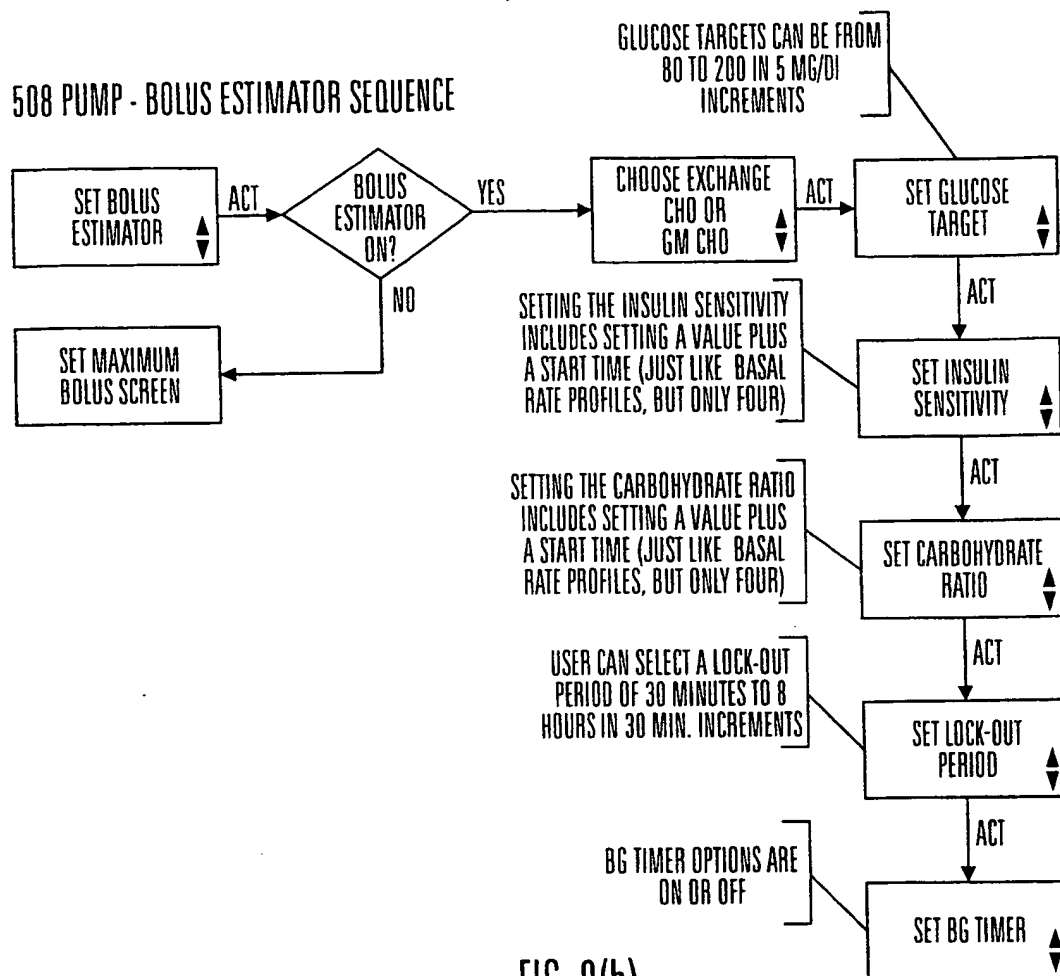 GLUCOSE TARGETS CAN BE FROM
80 TO 200 IN 5 MG/DI
INCREMENTS
508 PUMP - BOLUS ESTIMATOR SEQUENCE
SET BOLUS
ESTIMATOR
ACT
BOLUS
ESTIMATOR
ON?
YES
CHOOSE EXCHANGE
CHO OR
GM CHO
ACT
SET GLUCOSE
TARGET
NO
ACT
SET MAXIMUM
BOLUS SCREEN
SETTING THE INSULIN SENSITIVITY
INCLUDES SETTING A VALUE PLUS
A START TIME (JUST LIKE BASAL
RATE PROFILES, BUT ONLY FOUR)
SET INSULIN
SENSITIVITY
ACT
SETTING THE CARBOHYDRATE RATIO
INCLUDES SETTING A VALUE PLUS
A START TIME (JUST LIKE BASAL
RATE PROFILES, BUT ONLY FOUR)
SET CARBOHYDRATE
RATIO
ACT
USER CAN SELECT A LOCK-OUT
PERIOD OF 30 MINUTES TO 8
HOURS IN 30 MIN. INCREMENTS
SET LOCK-OUT
PERIOD
ACT
BG TIMER OPTIONS ARE
ON OR OFF
SET BG TIMER
FIG. 9(b)